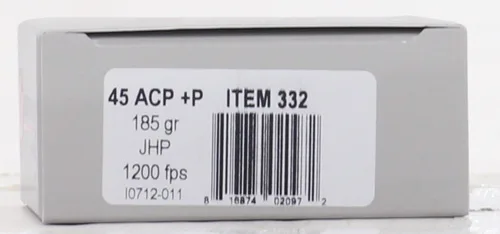 45 ACP +P ITEM 332
185 gr
JHP
1200 fps
I0712-011
8 18874 02097 2